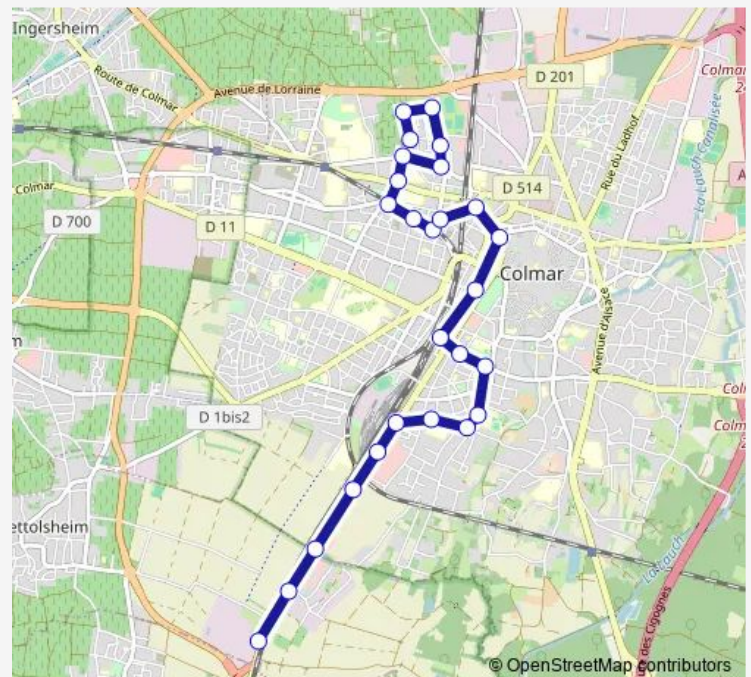 Ingersheim
Route de Colmar
Avenue de Lorraine
D 201
Colmar
Rue du Ladhof
La Lauch Canalisée
Colmar
D 514
D 700
D 11
Colmar
Avenue d'Alsace
D 1bis2
ettolsheim
La Lauch
des Cigognes
© OpenStreetMap contributors